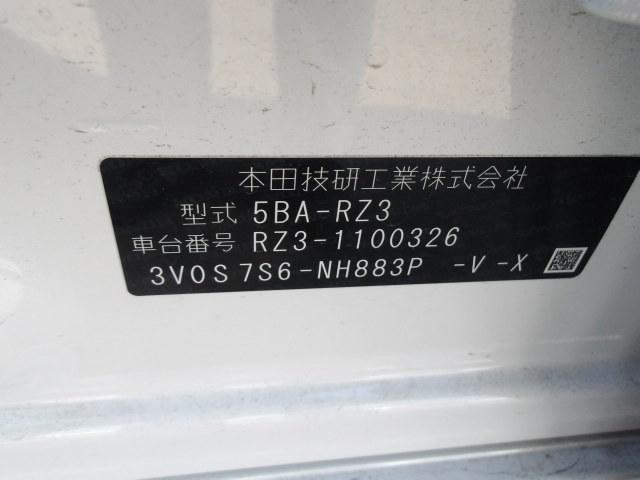 本田技研工業株式会社
型式 5BA-RZ3
車台番号 RZ3-1100326
3V0S7S6-NH883P -V-X